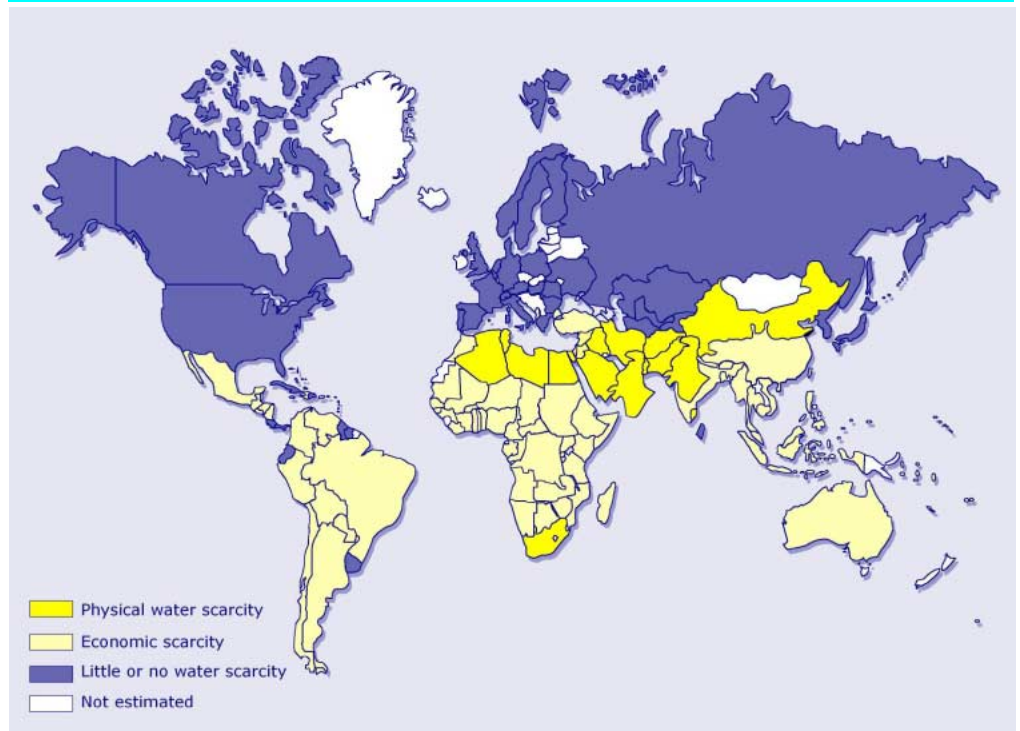 Physical water scarcity
Economic scarcity
Little or no water scarcity
Not estimated